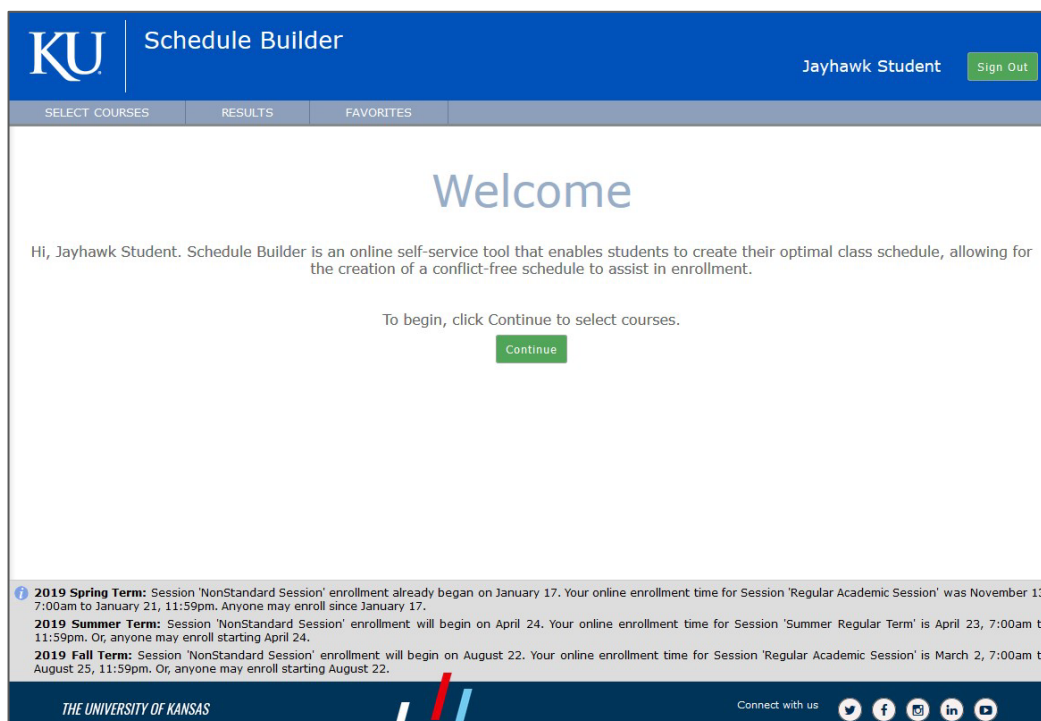 KU
Schedule Builder
Jayhawk Student
Sign Out
SELECT COURSES
RESULTS
FAVORITES
Welcome
Hi, Jayhawk Student. Schedule Builder is an online self-service tool that enables students to create their optimal class schedule, allowing for
the creation of a conflict-free schedule to assist in enrollment.
To begin, click Continue to select courses.
Continue
2019 Spring Term: Session 'NonStandard Session' enrollment already began on January 17. Your online enrollment time for Session 'Regular Academic Session' was November 13
7:00am to January 21, 11:59pm. Anyone may enroll since January 17.
2019 Summer Term: Session 'NonStandard Session' enrollment will begin on April 24. Your online enrollment time for Session 'Summer Regular Term' is April 23, 7:00am t
11:59pm. Or, anyone may enroll starting April 24.
2019 Fall Term: Session 'NonStandard Session' enrollment will begin on August 22. Your online enrollment time for Session 'Regular Academic Session' is March 2, 7:00am t
August 25, 11:59pm. Or, anyone may enroll starting August 22.
THE UNIVERSITY OF KANSAS
Connect with us